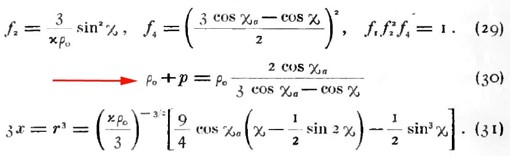 f₂ = 3/(ϰρ₀) sin² χ, f₄ = ((3 cos χₐ − cos χ)/2)², f₁f₂²f₄ = 1. (29)
ρ₀ + p = ρ₀ (2 cos χₐ)/(3 cos χₐ − cos χ) (30)
3x = r³ = (ϰρ₀/3)^(−3/2) [9/4 cos χₐ (χ − 1/2 sin 2χ) − 1/2 sin³ χ]. (31)